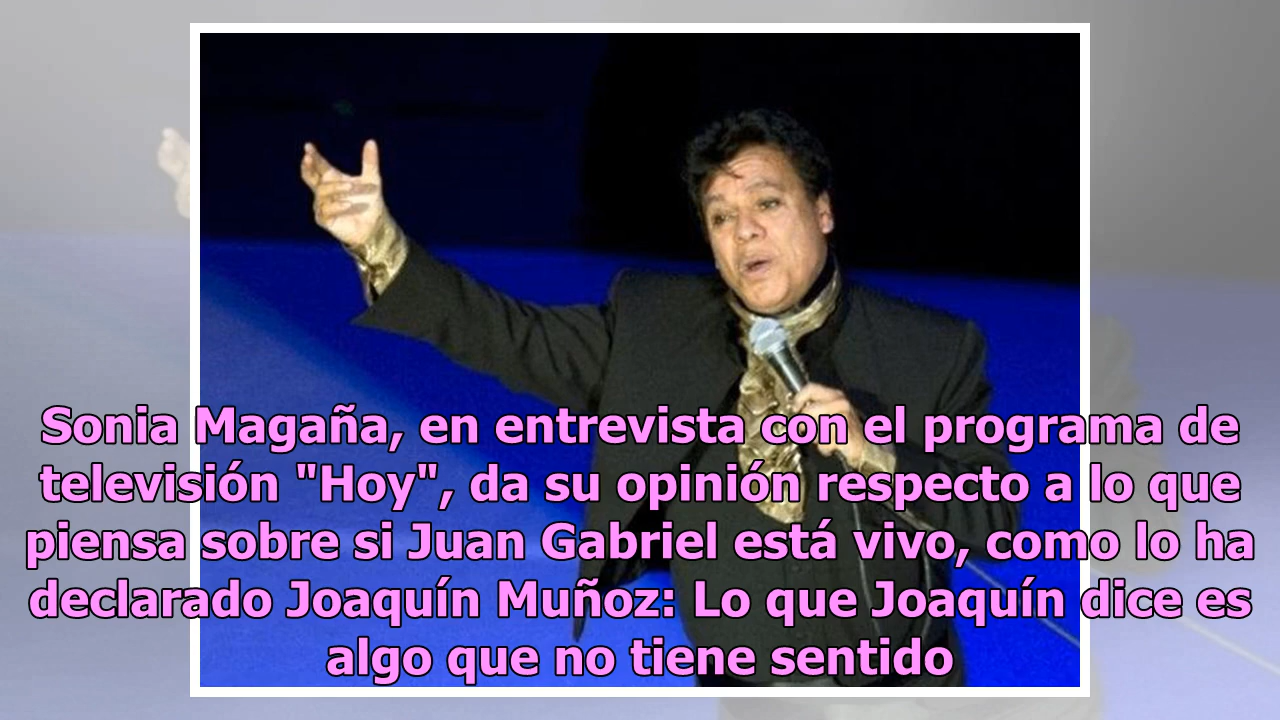 Sonia Magaña, en entrevista con el programa de
televisión "Hoy", da su opinión respecto a lo que
piensa sobre si Juan Gabriel está vivo, como lo ha
declarado Joaquín Muñoz: Lo que Joaquín dice es
algo que no tiene sentido